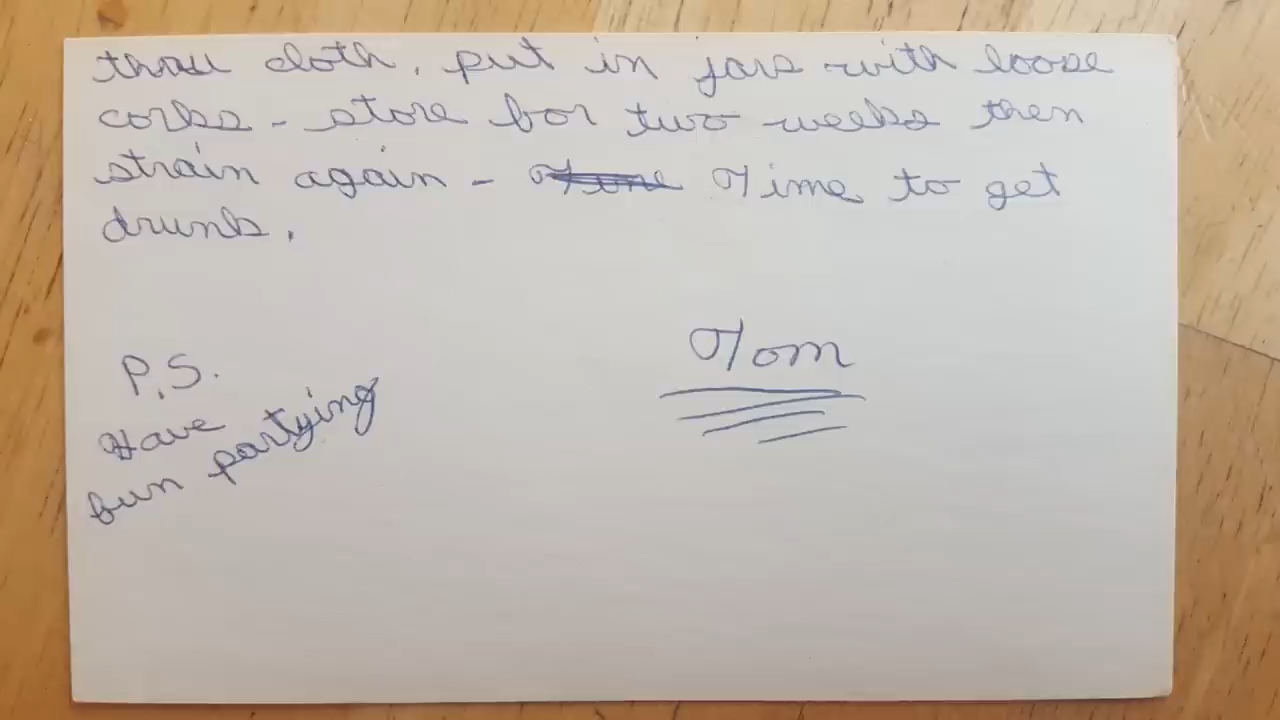 thru cloth, put in jars with loose
corks - store for two weeks then
strain again - Time to get
drunk.
Tom
P.S.
Have
fun partying